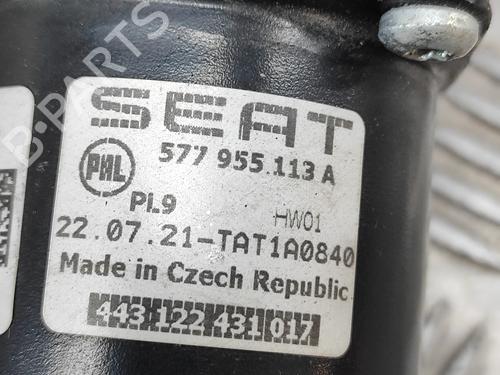 B-PARTS
SEAT
577 955.113 A
PHL
PI.9
HW01
22.07.21-TAT1A0840
Made in Czech Republic
443 122 431 017